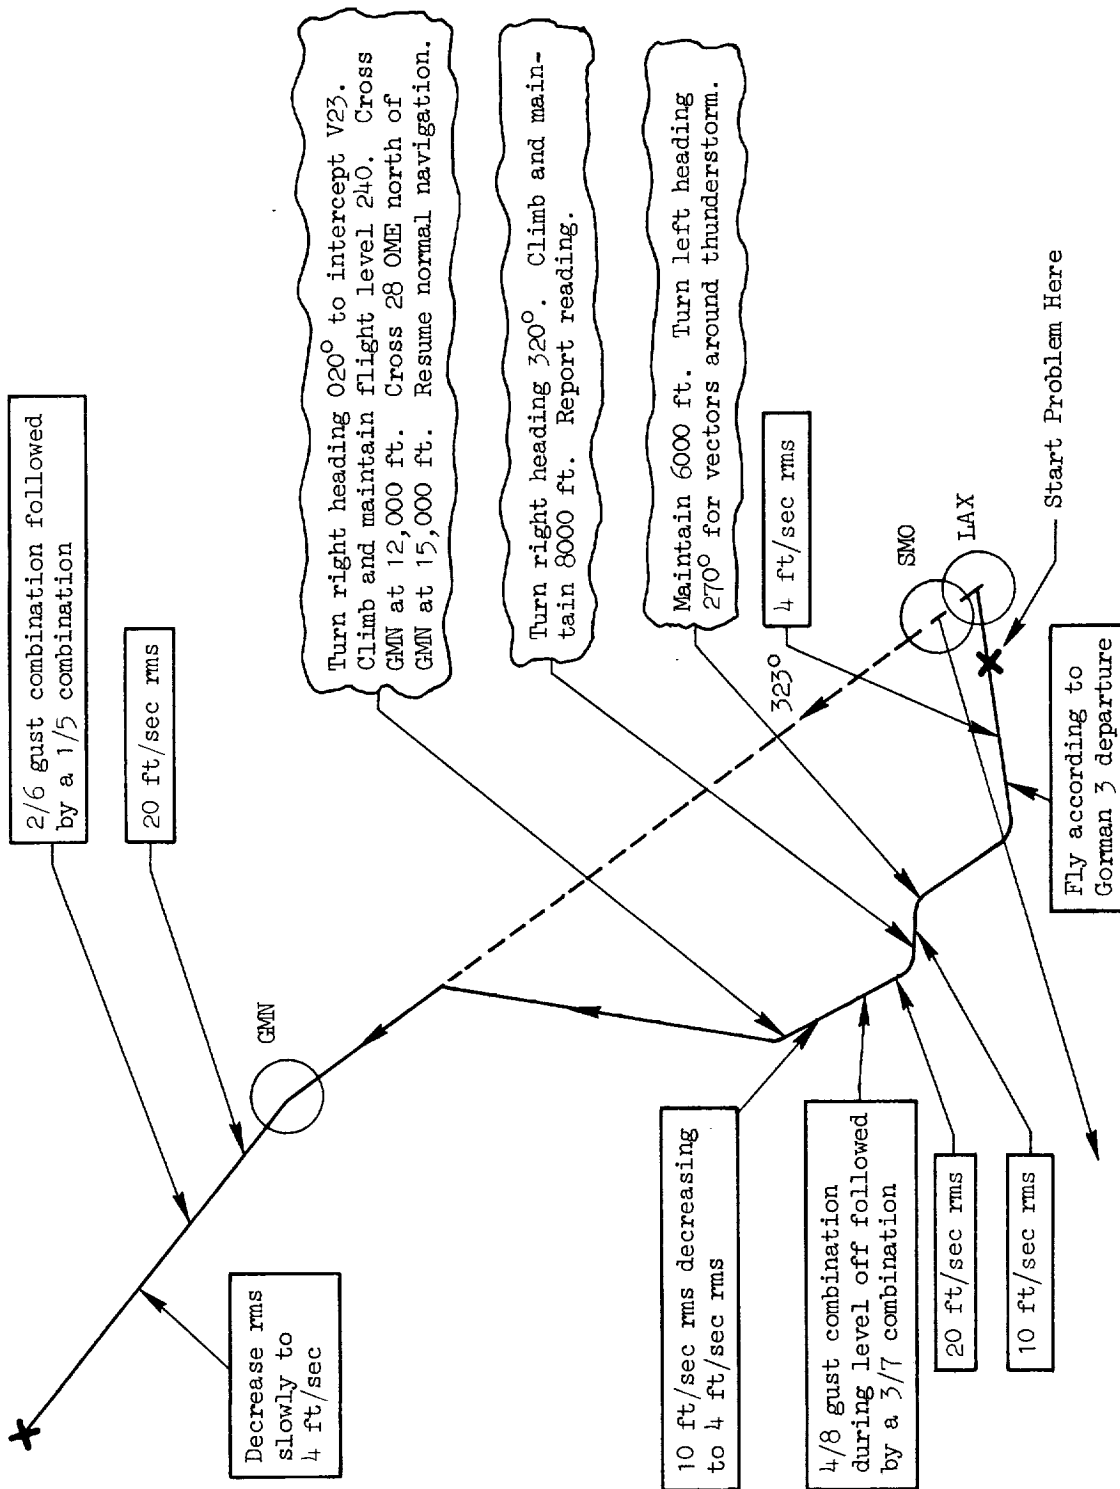 2/6 gust combination followed
by a 1/5 combination
20 ft/sec rms
Turn right heading 020° to intercept V23.
Climb and maintain flight level 240. Cross
GMN at 12,000 ft. Cross 28 OME north of
GMN at 15,000 ft. Resume normal navigation.
Turn right heading 320°. Climb and main-
tain 8000 ft. Report reading.
Maintain 6000 ft. Turn left heading
270° for vectors around thunderstorm.
4 ft/sec rms
GMN
323°
SMO
LAX
Start Problem Here
Fly according to
Gorman 3 departure
Decrease rms
slowly to
4 ft/sec
10 ft/sec rms decreasing
to 4 ft/sec rms
4/8 gust combination
during level off followed
by a 3/7 combination
20 ft/sec rms
10 ft/sec rms